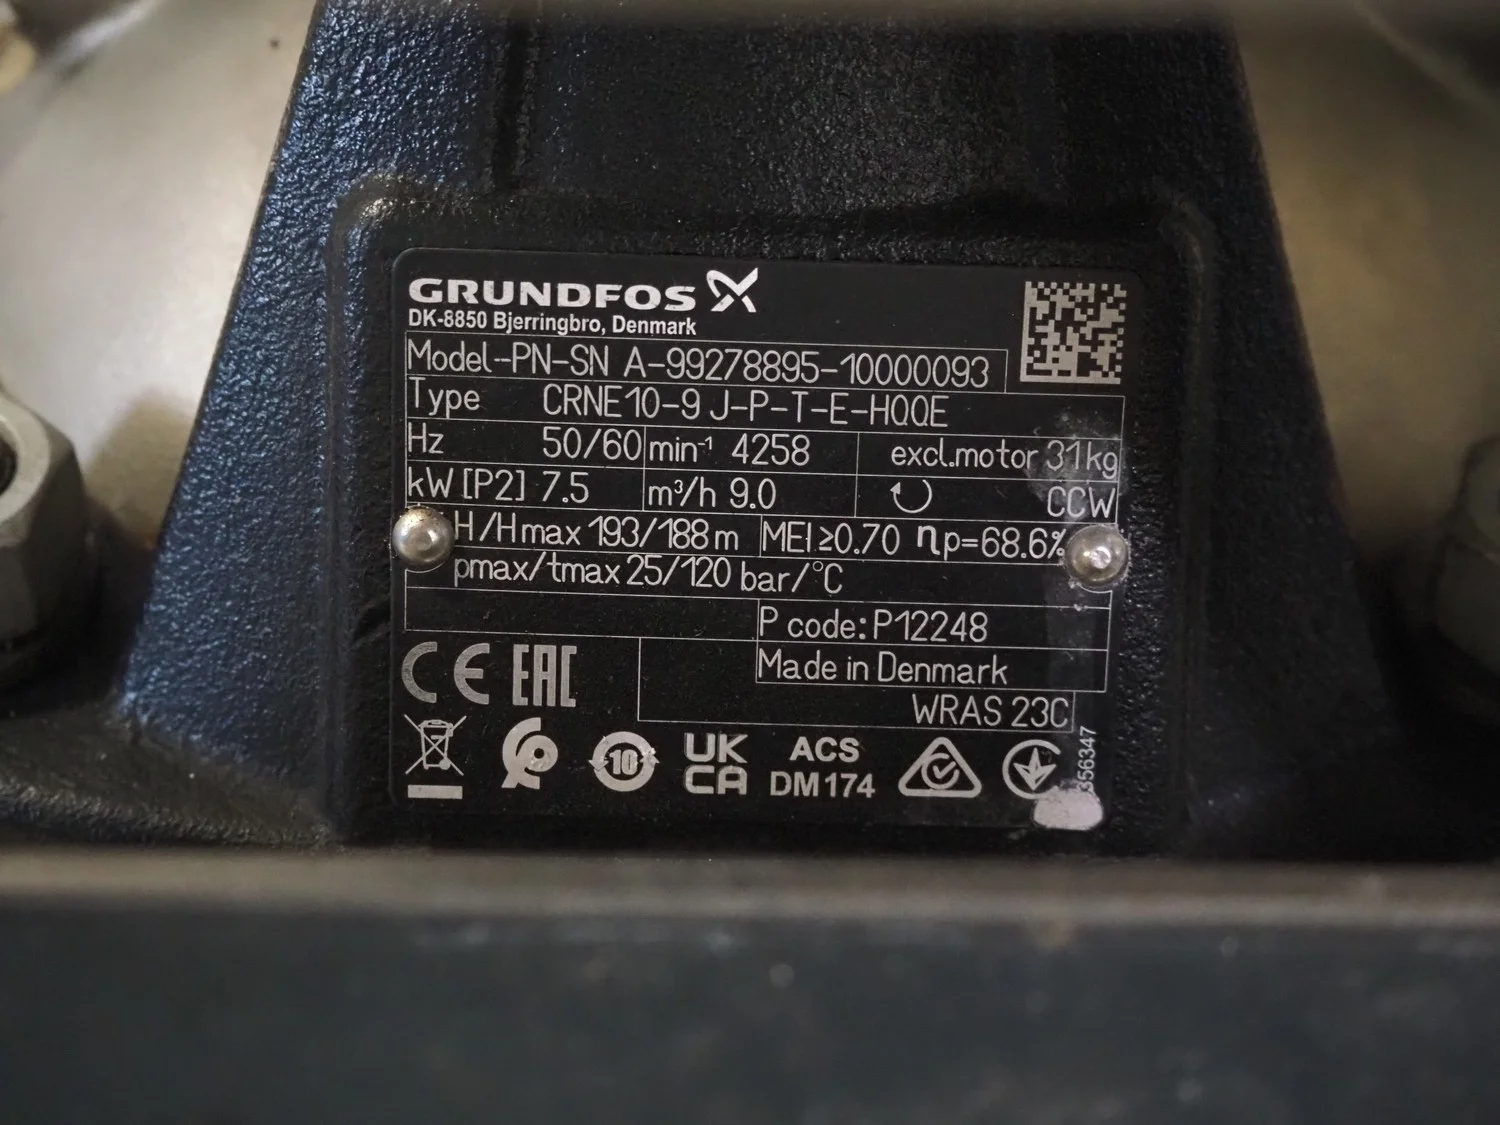 GRUNDFOS
DK-8850 Bjerringbro, Denmark
Model-PN-SN A-99278895-10000093
Type CRNE10-9 J-P-T-E-HQQE
Hz 50/60 min-1 4258 excl.motor 31kg
kW [P2] 7.5 m³/h 9.0 CCW
H/Hmax 193/188 m MEI ≥0.70 ηp=68.6%
pmax/tmax 25/120 bar/°C
P code: P12248
Made in Denmark
WRAS 23C
CE EAC
10 UK CA ACS DM174
356347